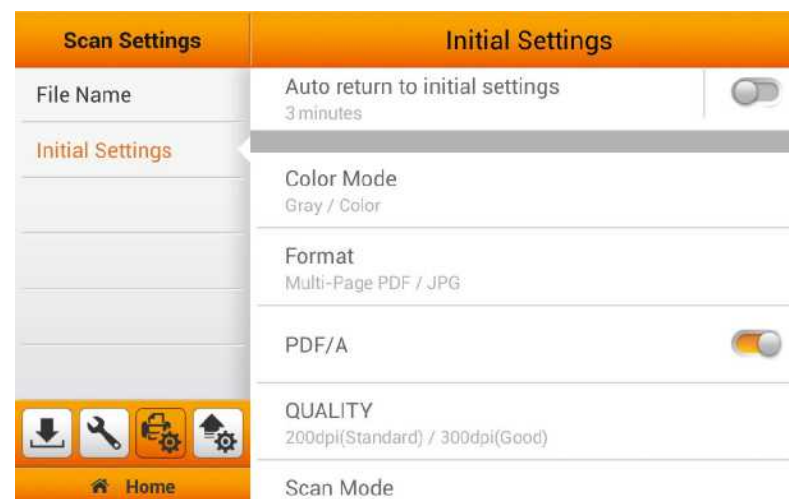 Scan Settings
Initial Settings
File Name
Initial Settings
Home
Auto return to initial settings
3 minutes
Color Mode
Gray / Color
Format
Multi-Page PDF / JPG
PDF/A
QUALITY
200dpi(Standard) / 300dpi(Good)
Scan Mode